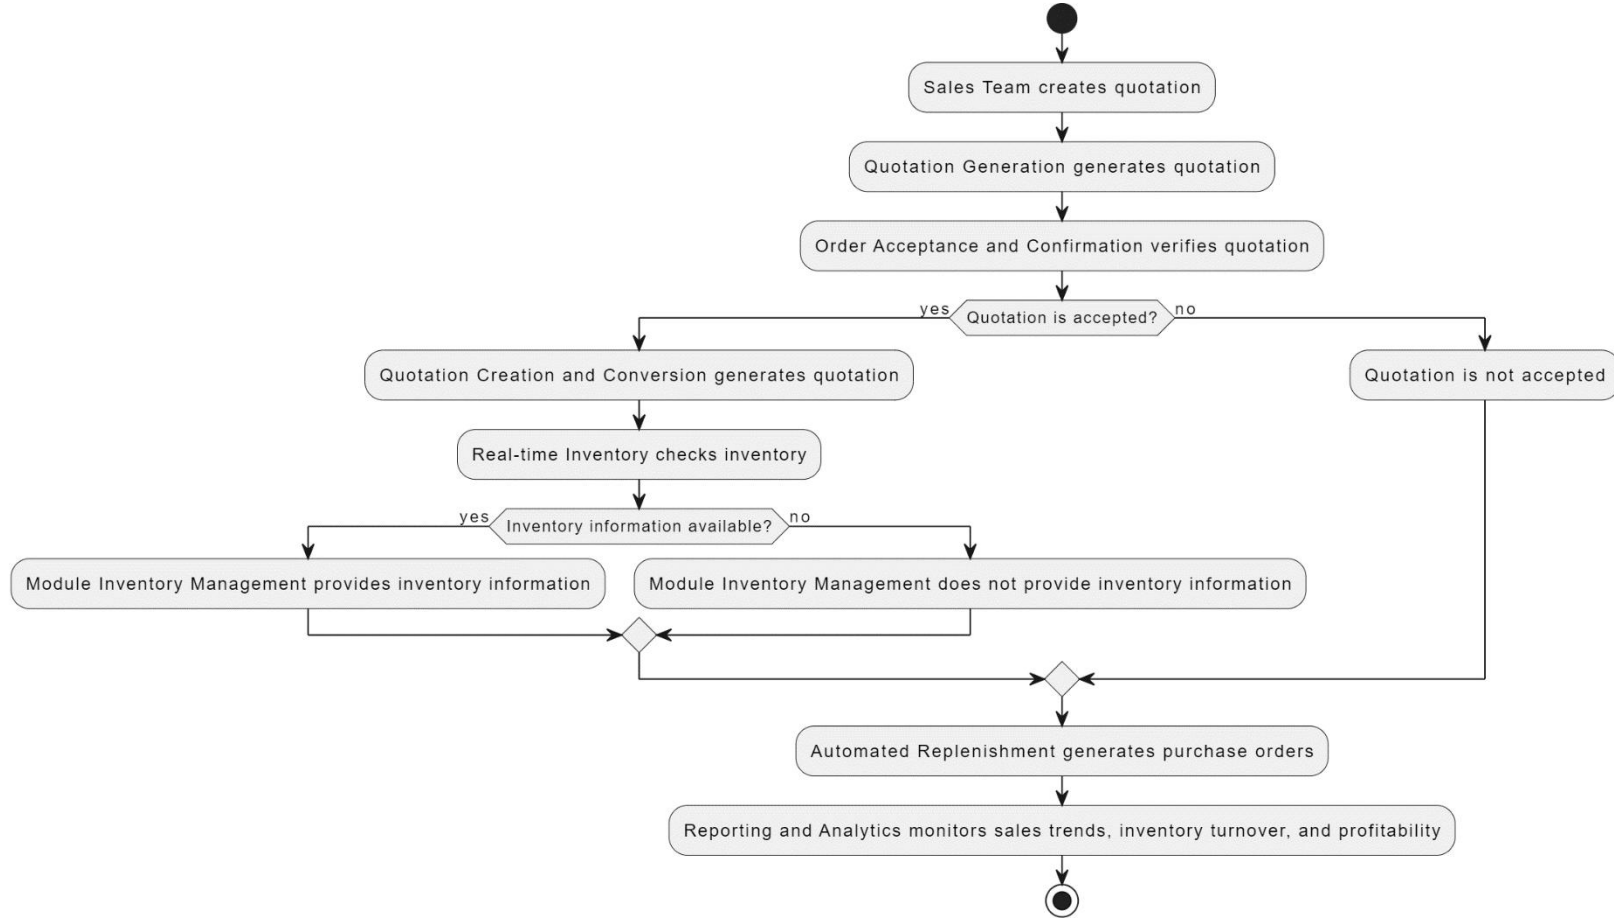 Sales Team creates quotation
Quotation Generation generates quotation
Order Acceptance and Confirmation verifies quotation
yes
Quotation is accepted?
no
Quotation Creation and Conversion generates quotation
Quotation is not accepted
Real-time Inventory checks inventory
yes
Inventory information available?
no
Module Inventory Management provides inventory information
Module Inventory Management does not provide inventory information
Automated Replenishment generates purchase orders
Reporting and Analytics monitors sales trends, inventory turnover, and profitability